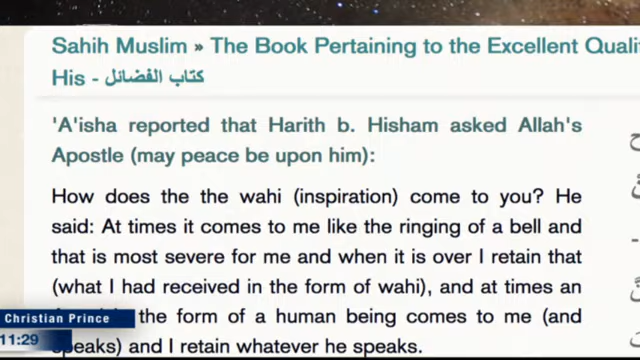 Sahih Muslim » The Book Pertaining to the Excellent
His - كتاب الفضائل
'A'isha reported that Harith b. Hisham asked Allah's
Apostle (may peace be upon him):
How does the the wahi (inspiration) come to you? He
said: At times it comes to me like the ringing of a bell and
that is most severe for me and when it is over I retain that
(what I had received in the form of wahi), and at times an
the form of a human being comes to me (and
speaks) and I retain whatever he speaks.
Christian Prince
11:29